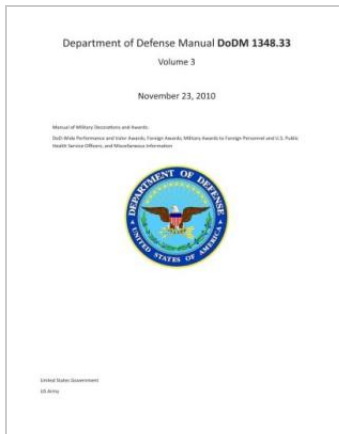 Department of Defense Manual DoDM 1348.33
Volume 3
November 23, 2010
Manual of Military Decorations and Awards:
DoD-Wide Performance and Valor Awards; Foreign Awards; Military Awards to Foreign Personnel and U.S. Public
Health Service Officers; and Miscellaneous Information
DEPARTMENT OF DEFENSE
UNITED STATES OF AMERICA
United States Government
US Army